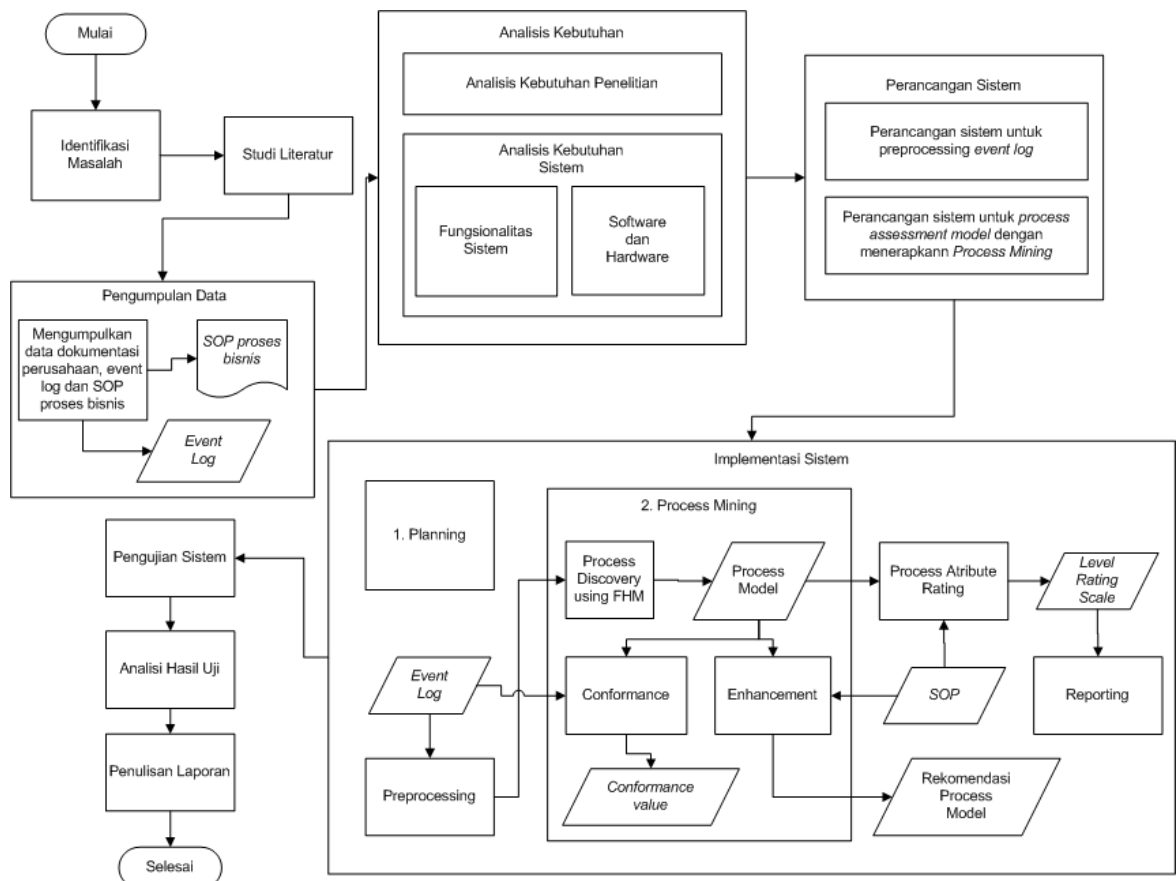 Mulai
Identifikasi
Masalah
Studi Literatur
Pengumpulan Data
Mengumpulkan
data dokumentasi
perusahaan, event
log dan SOP
proses bisnis
SOP proses
bisnis
Event
Log
Analisis Kebutuhan
Analisis Kebutuhan Penelitian
Analisis Kebutuhan
Sistem
Fungsionalitas
Sistem
Software
dan
Hardware
Perancangan Sistem
Perancangan sistem untuk
preprocessing event log
Perancangan sistem untuk process
assessment model dengan
menerapkann Process Mining
Implementasi Sistem
1. Planning
2. Process Mining
Process
Discovery
using FHM
Process
Model
Process Atribute
Rating
Level
Rating
Scale
Event
Log
Conformance
Enhancement
SOP
Reporting
Preprocessing
Conformance
value
Rekomendasi
Process
Model
Pengujian Sistem
Analisi Hasil Uji
Penulisan Laporan
Selesai